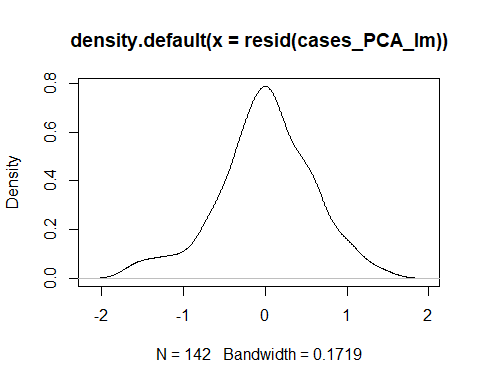 density.default(x = resid(cases_PCA_lm))
Density
0.8
0.6
0.4
0.2
0.0
-2 -1 0 1 2
N = 142 Bandwidth = 0.1719